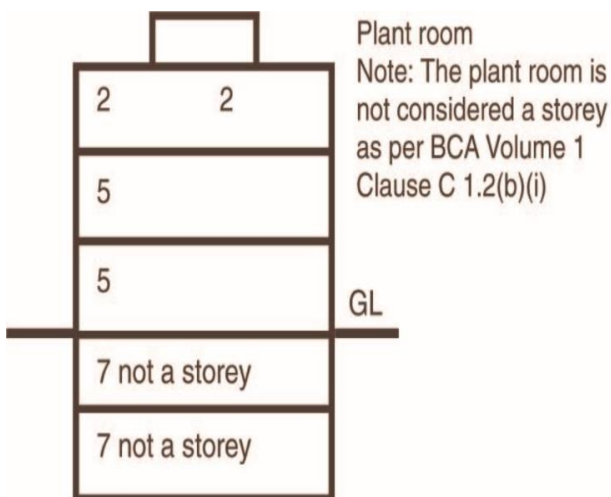 Plant room
Note: The plant room is
not considered a storey
as per BCA Volume 1
Clause C 1.2(b)(i)
2 2
5
5
GL
7 not a storey
7 not a storey